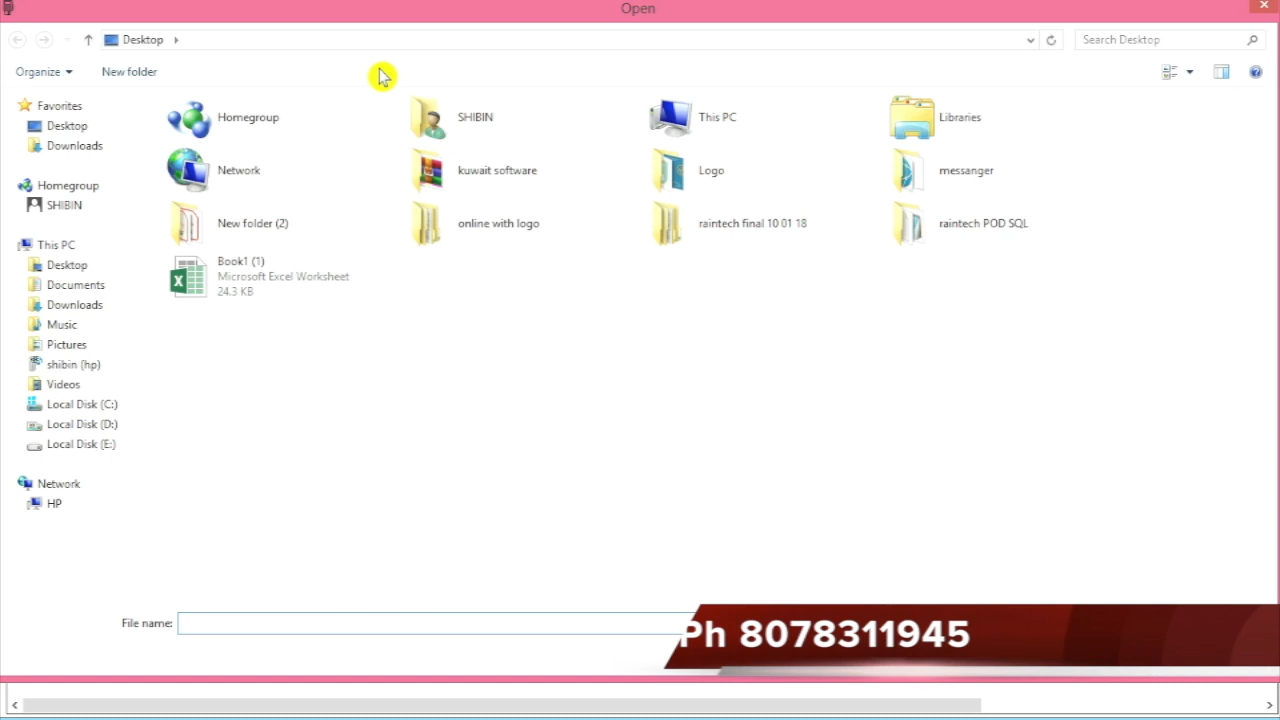 Open
Desktop
Search Desktop
Organize
New folder
Favorites
Desktop
Downloads
Homegroup
SHIBIN
This PC
Desktop
Documents
Downloads
Music
Pictures
shibin (hp)
Videos
Local Disk (C:)
Local Disk (D:)
Local Disk (E:)
Network
HP
Homegroup
SHIBIN
This PC
Libraries
Network
kuwait software
Logo
messanger
New folder (2)
online with logo
raintech final 10 01 18
raintech POD SQL
Book1 (1)
Microsoft Excel Worksheet
24.3 KB
File name:
Ph 8078311945